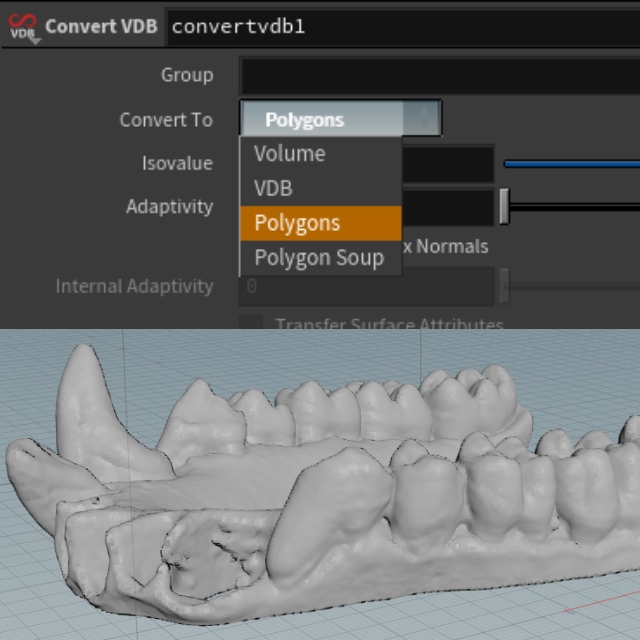 VDB Convert VDB convertvdb1
Group
Convert To Polygons
Isovalue Volume
VDB
Adaptivity Polygons
x Normals
Polygon Soup
Internal Adaptivity 0
Transfer Surface Attributes